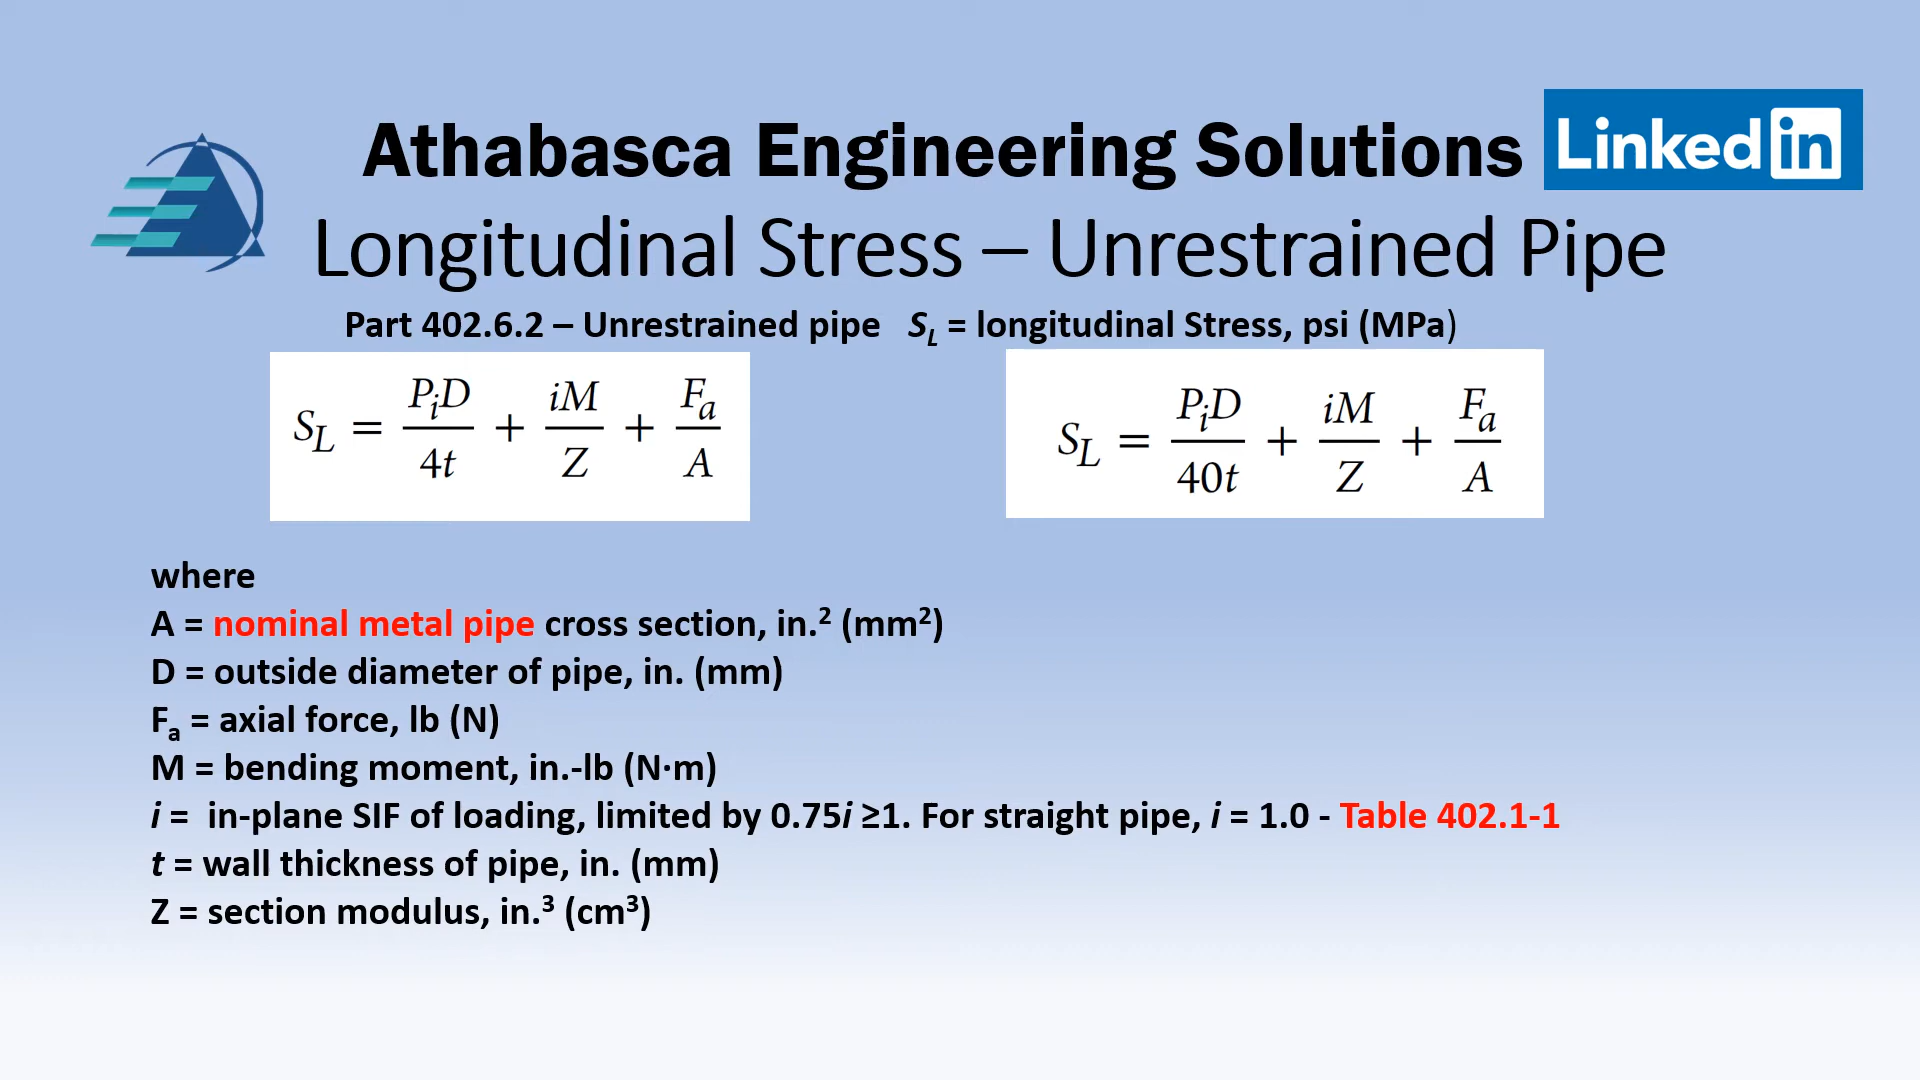 Athabasca Engineering Solutions
Linked in
Longitudinal Stress – Unrestrained Pipe
Part 402.6.2 – Unrestrained pipe S_L = longitudinal Stress, psi (MPa)
S_L = P_iD/4t + iM/Z + F_a/A
S_L = P_iD/40t + iM/Z + F_a/A
where
A = nominal metal pipe cross section, in.² (mm²)
D = outside diameter of pipe, in. (mm)
Fₐ = axial force, lb (N)
M = bending moment, in.-lb (N·m)
i = in-plane SIF of loading, limited by 0.75i ≥1. For straight pipe, i = 1.0 - Table 402.1-1
t = wall thickness of pipe, in. (mm)
Z = section modulus, in.³ (cm³)